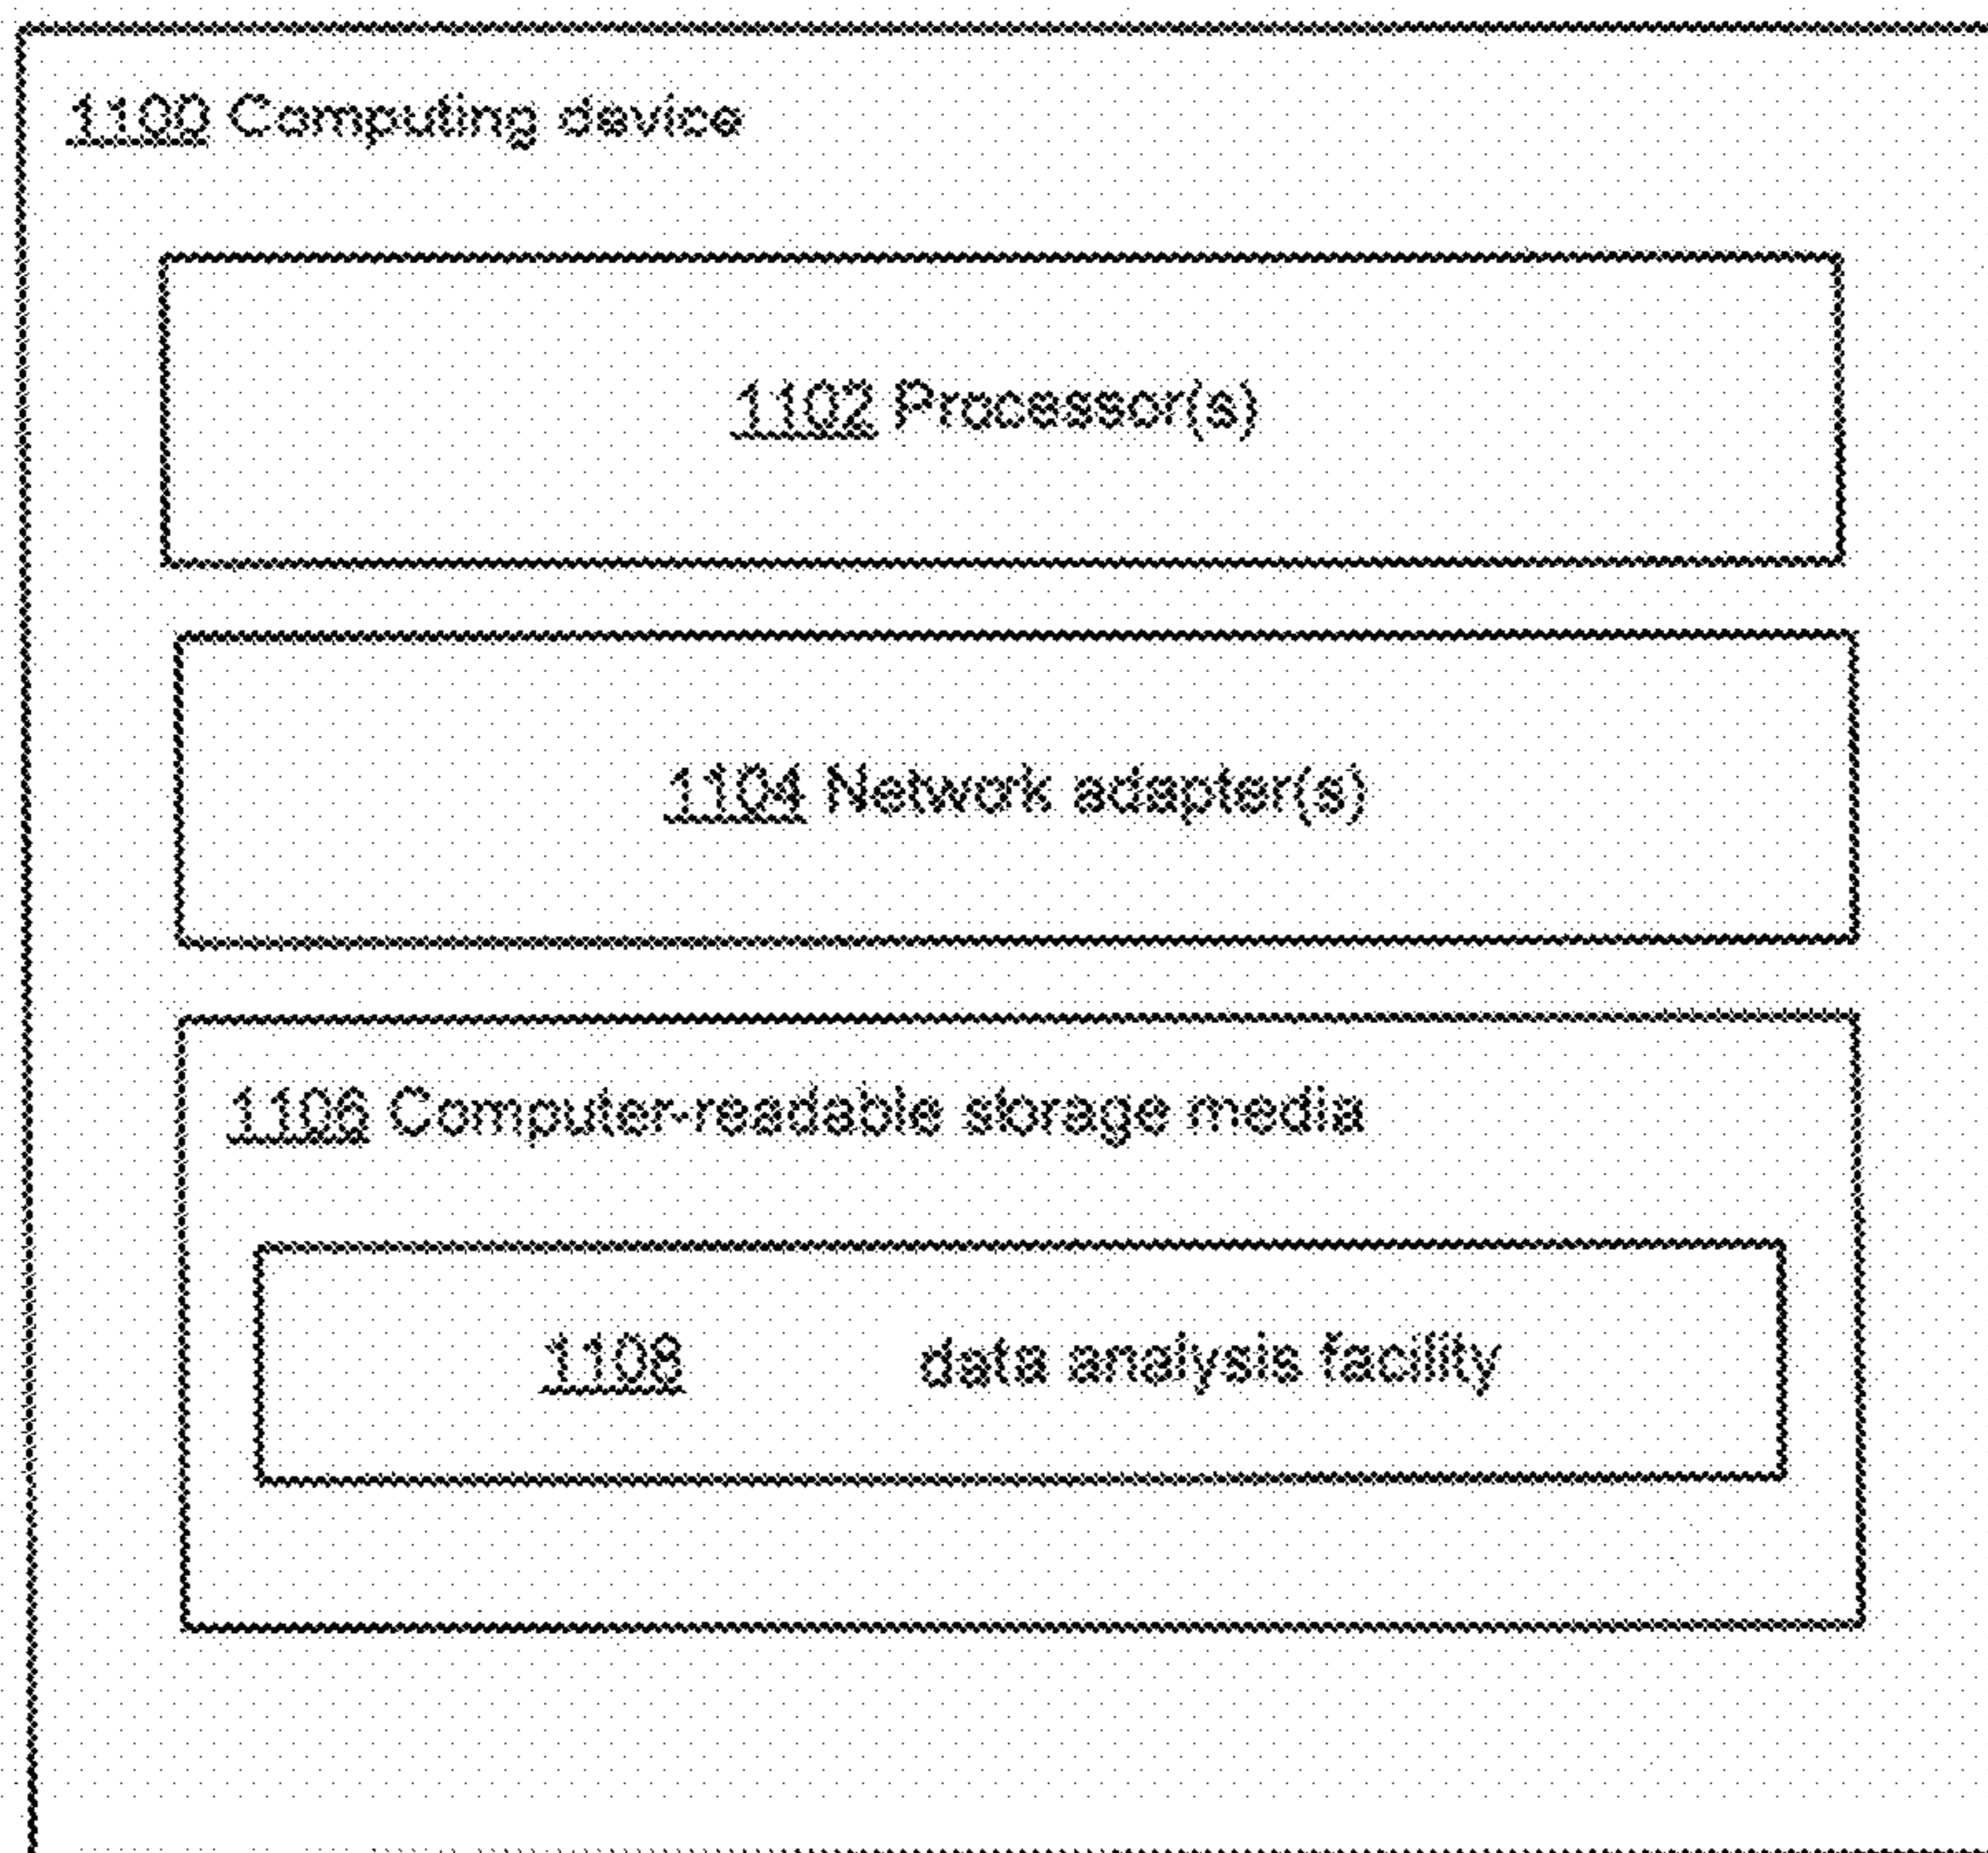 1100 Computing device
1102 Processor(s)
1104 Network adapter(s)
1106 Computer-readable storage media
1108 data analysis facility